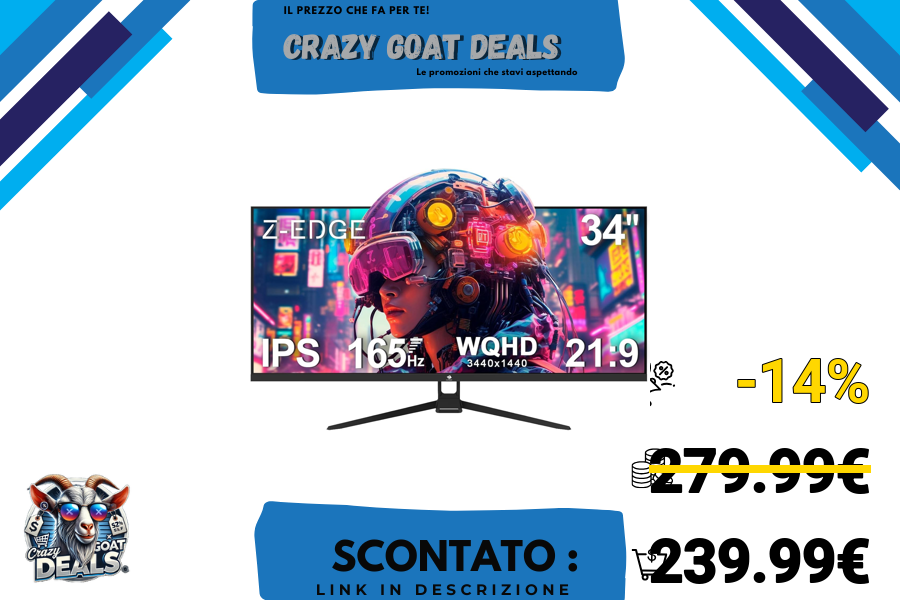 IL PREZZO CHE FA PER TE!
CRAZY GOAT DEALS
Le promozioni che stavi aspettando
Z-EDGE
34"
IPS
165Hz
WQHD
3440x1440
21:9
-14%
279.99€
239.99€
SCONTATO :
LINK IN DESCRIZIONE
$
Crazy
GOAT
DEALS